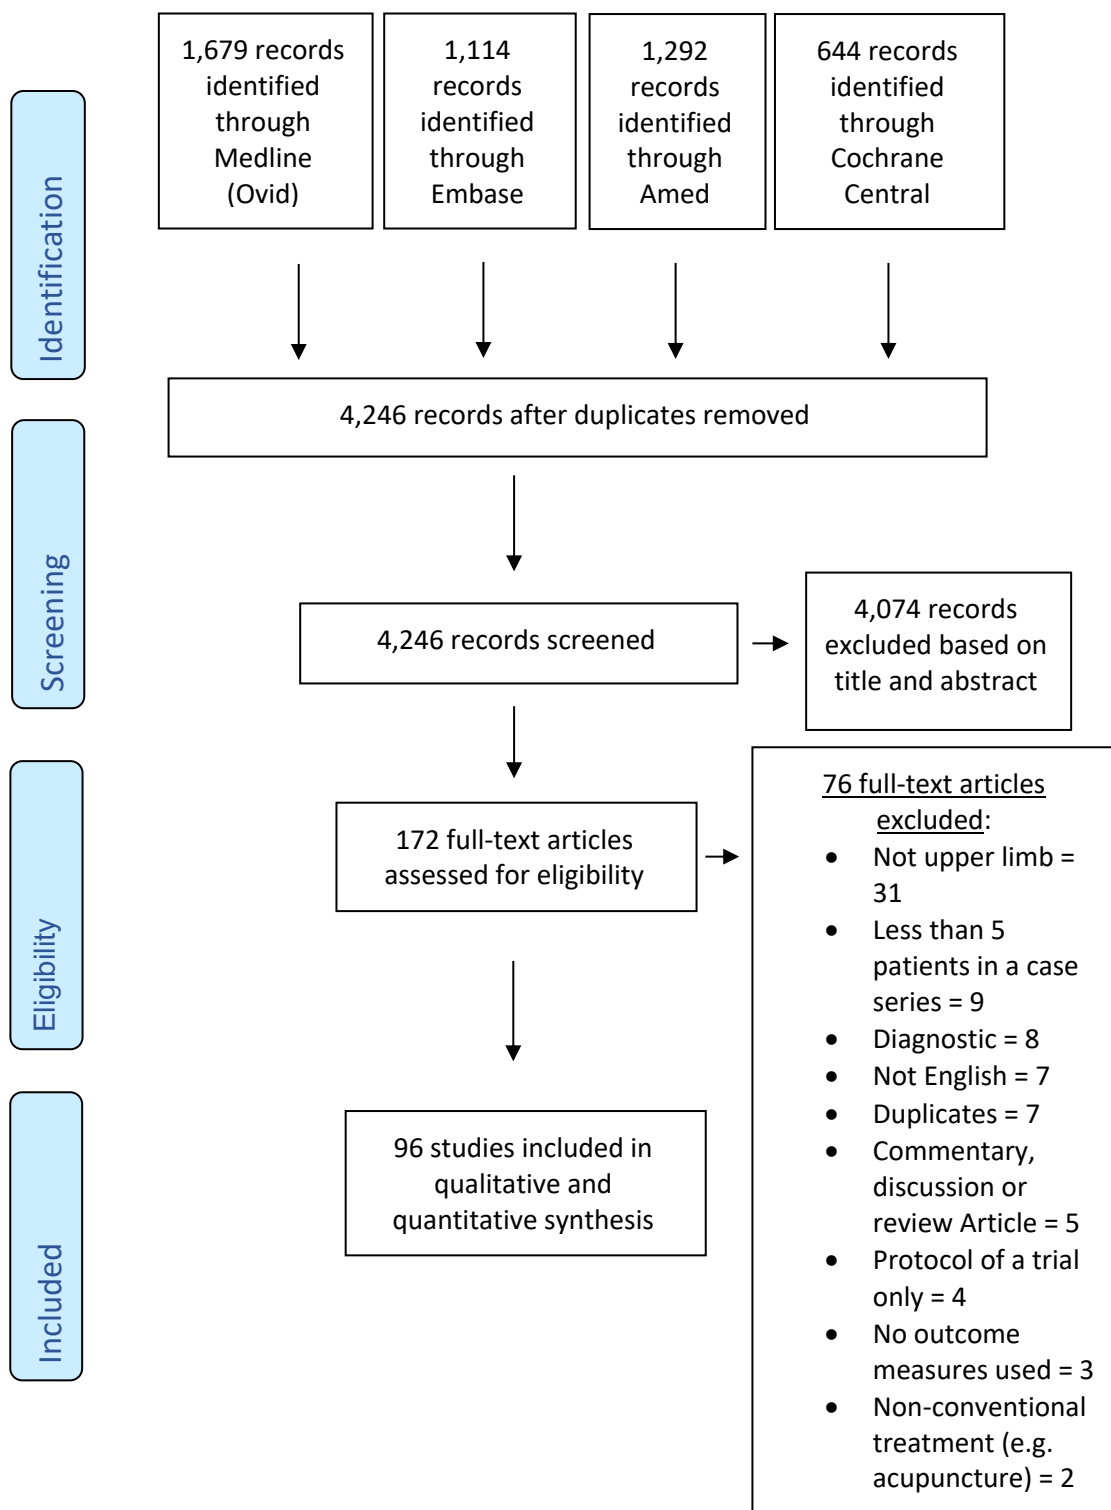 1,679 records
identified
through
Medline
(Ovid)
1,114
records
identified
through
Embase
1,292
records
identified
through
Amed
644 records
identified
through
Cochrane
Central
Identification
4,246 records after duplicates removed
Screening
4,246 records screened
4,074 records
excluded based on
title and abstract
Eligibility
172 full-text articles
assessed for eligibility
76 full-text articles
excluded:
• Not upper limb =
31
• Less than 5
patients in a case
series = 9
• Diagnostic = 8
• Not English = 7
• Duplicates = 7
• Commentary,
discussion or
review Article = 5
• Protocol of a trial
only = 4
• No outcome
measures used = 3
• Non-conventional
treatment (e.g.
acupuncture) = 2
Included
96 studies included in
qualitative and
quantitative synthesis